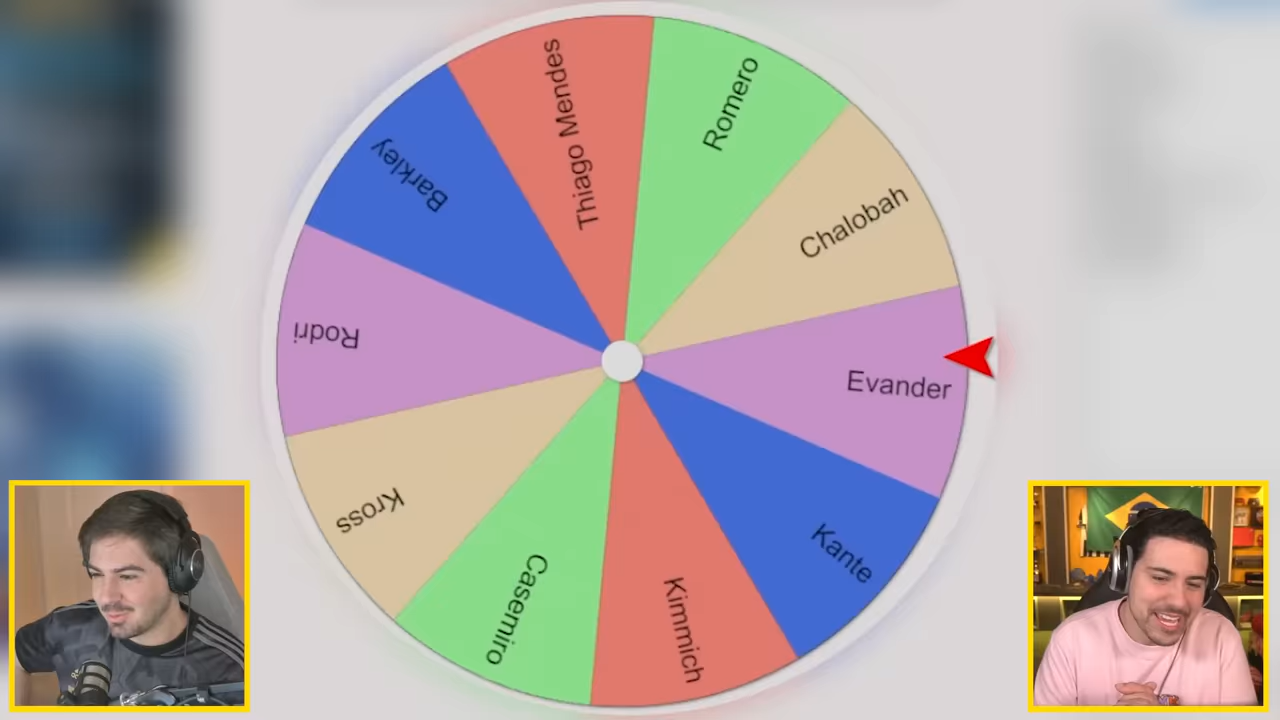 Thiago Mendes
Romero
Chalobah
Evander
Kante
Kimmich
Casemiro
Kross
Rodri
Barkley